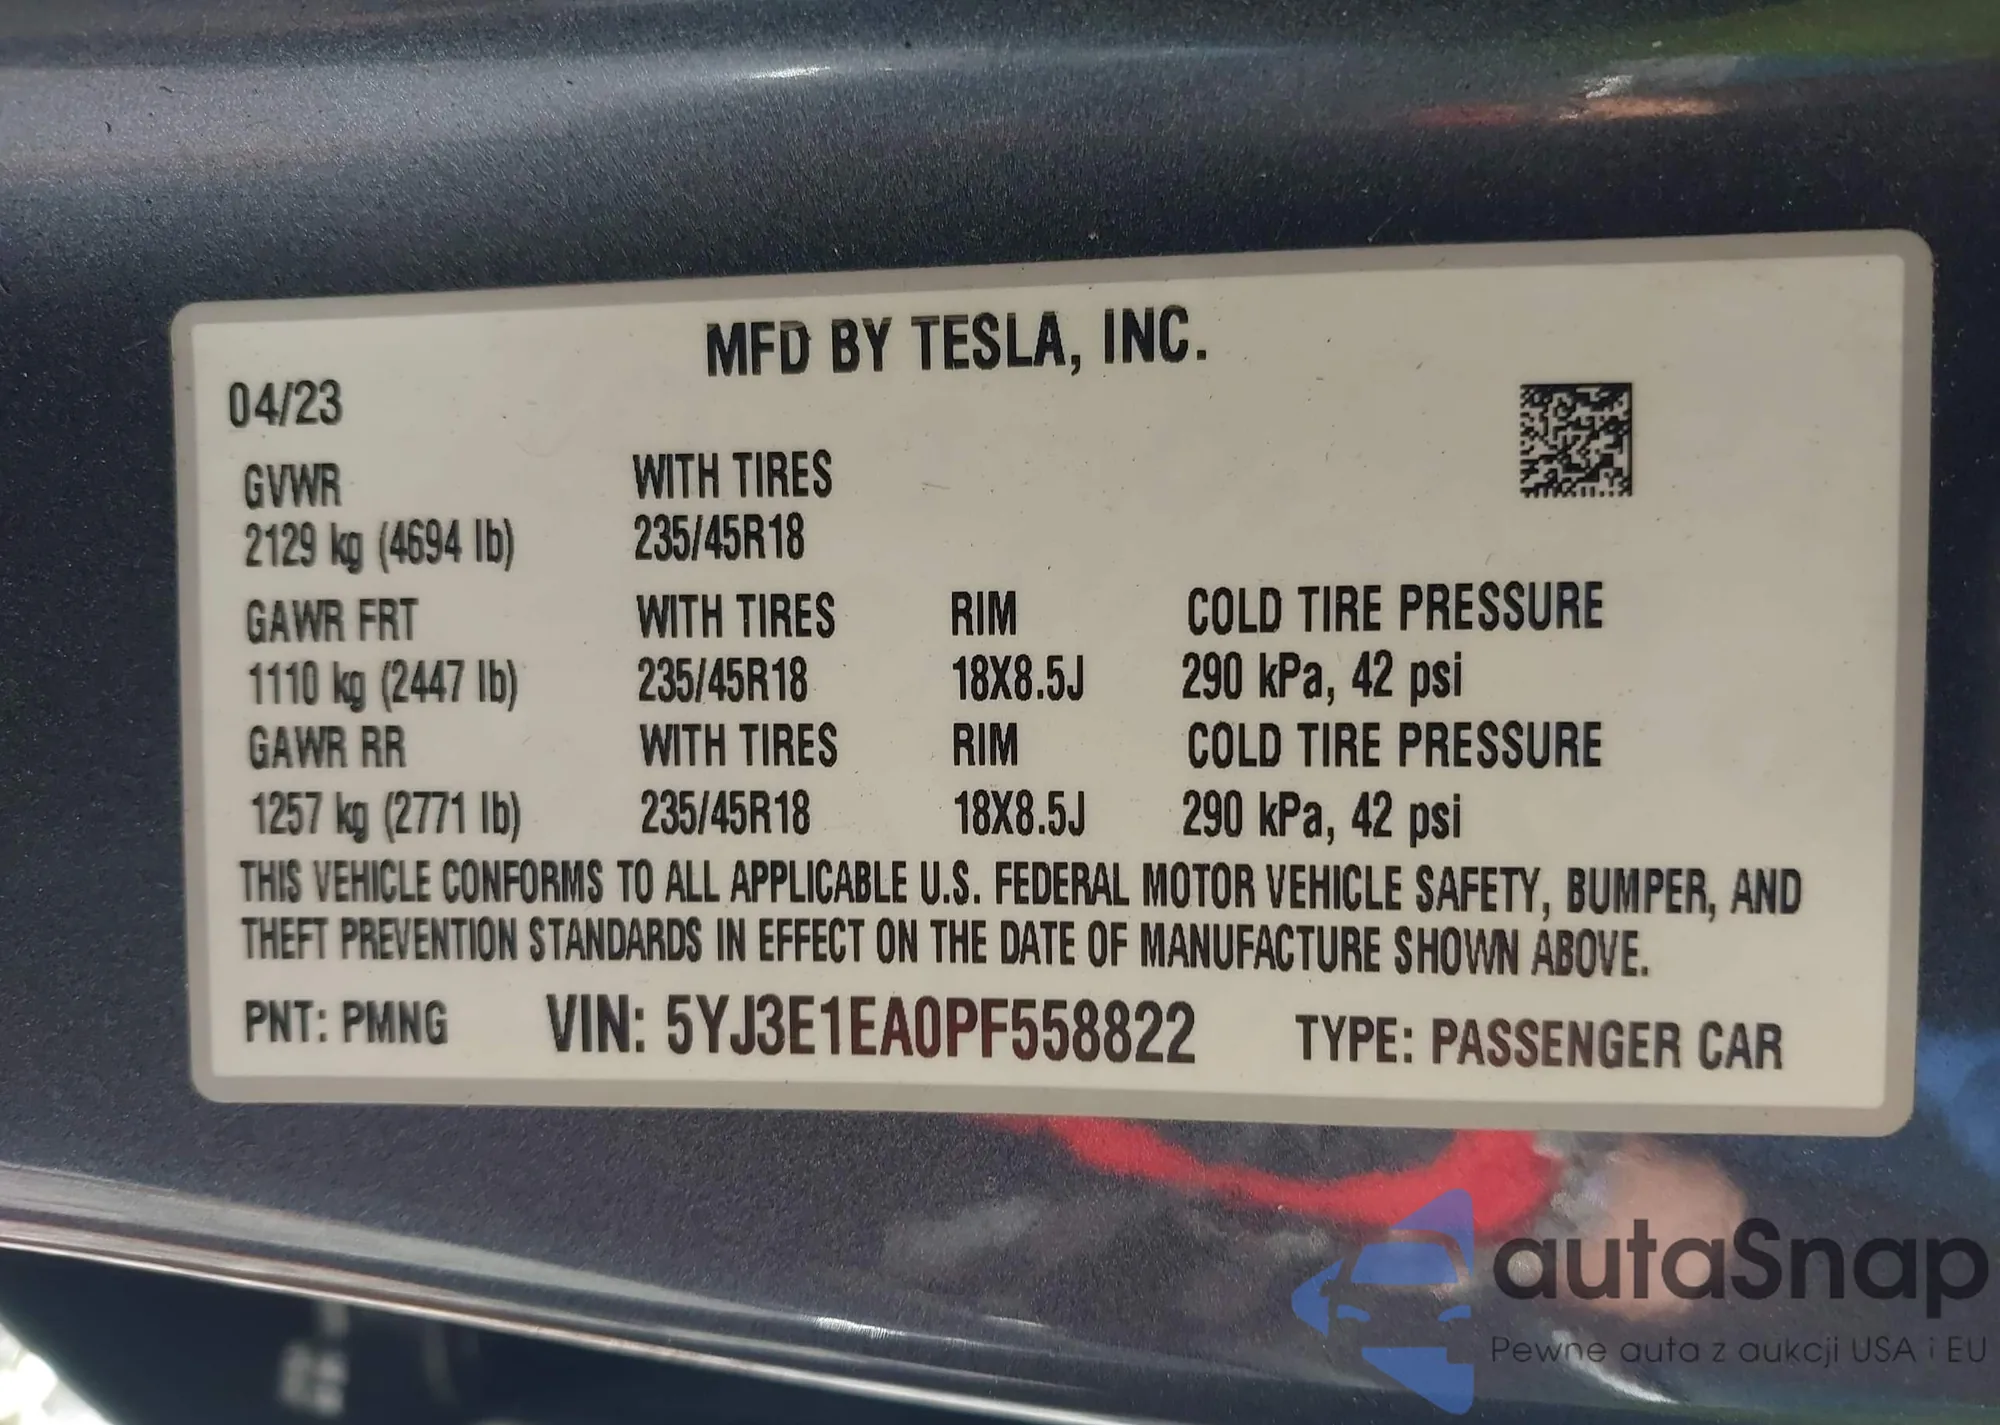 MFD BY TESLA, INC.
04/23
GVWR WITH TIRES
2129 kg (4694 lb) 235/45R18
GAWR FRT WITH TIRES RIM COLD TIRE PRESSURE
1110 kg (2447 lb) 235/45R18 18X8.5J 290 kPa, 42 psi
GAWR RR WITH TIRES RIM COLD TIRE PRESSURE
1257 kg (2771 lb) 235/45R18 18X8.5J 290 kPa, 42 psi
THIS VEHICLE CONFORMS TO ALL APPLICABLE U.S. FEDERAL MOTOR VEHICLE SAFETY, BUMPER, AND
THEFT PREVENTION STANDARDS IN EFFECT ON THE DATE OF MANUFACTURE SHOWN ABOVE.
PNT: PMNG VIN: 5YJ3E1EA0PF558822 TYPE: PASSENGER CAR
autaSnap
Pewne auta z aukcji USA i EU